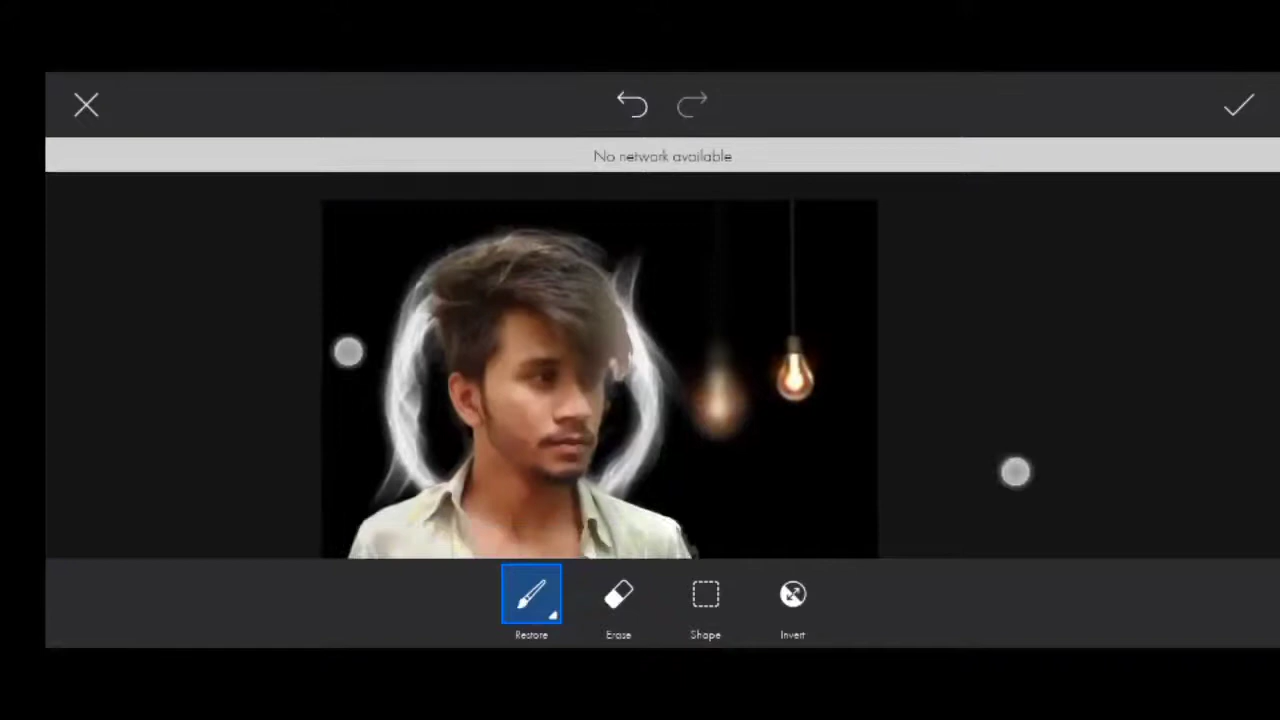 No network available
Restore
Erase
Shape
Invert